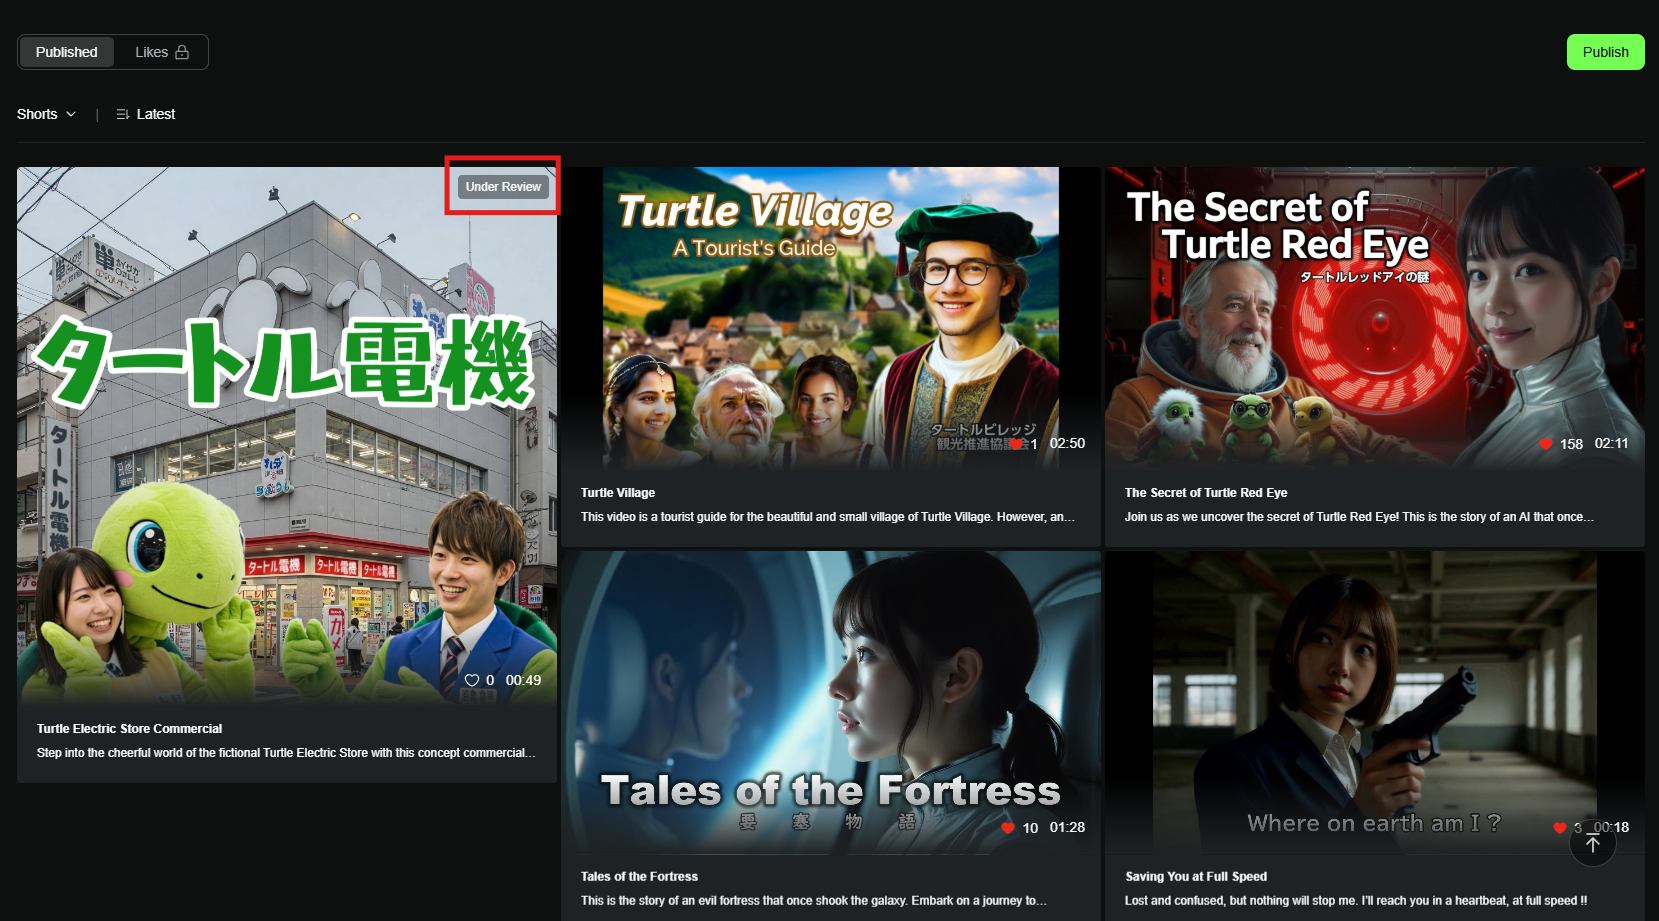 Published
Likes
Publish
Shorts
Latest
Under Review
タートル電機
タートル電機
タートル電機
タートル電機
タートル電機
0 00:49
Turtle Electric Store Commercial
Step into the cheerful world of the fictional Turtle Electric Store with this concept commercial...
Turtle Village
A Tourist's Guide
タートルビレッジ
観光推進協議会
1 02:50
Turtle Village
This video is a tourist guide for the beautiful and small village of Turtle Village. However, an...
The Secret of
Turtle Red Eye
タートルレッドアイの謎
158 02:11
The Secret of Turtle Red Eye
Join us as we uncover the secret of Turtle Red Eye! This is the story of an AI that once...
Tales of the Fortress
要塞物語
10 01:28
Tales of the Fortress
This is the story of an evil fortress that once shook the galaxy. Embark on a journey to...
Where on earth am I ?
3 00:18
Saving You at Full Speed
Lost and confused, but nothing will stop me. I'll reach you in a heartbeat, at full speed !!